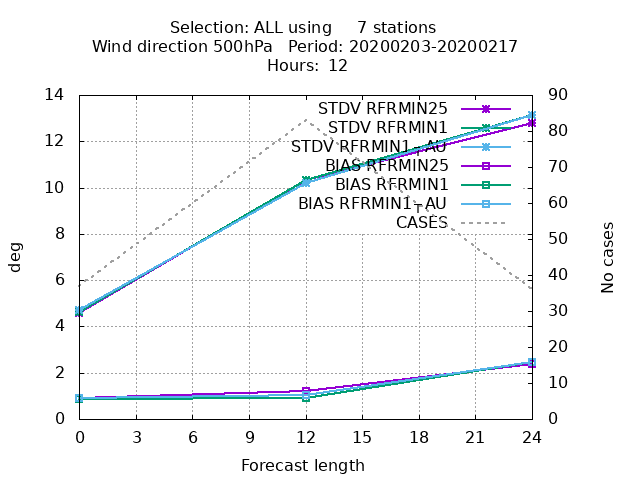 Selection: ALL using     7 stations
Wind direction 500hPa   Period: 20200203-20200217
Hours:  12
14
12
10
8
6
4
2
0
90
80
70
60
50
40
30
20
10
0
STDV RFRMIN25
STDV RFRMIN1
STDV RFRMIN1_AU
BIAS RFRMIN25
BIAS RFRMIN1
BIAS RFRMIN1_AU
CASES
deg
No cases
0 3 6 9 12 15 18 21 24
Forecast length